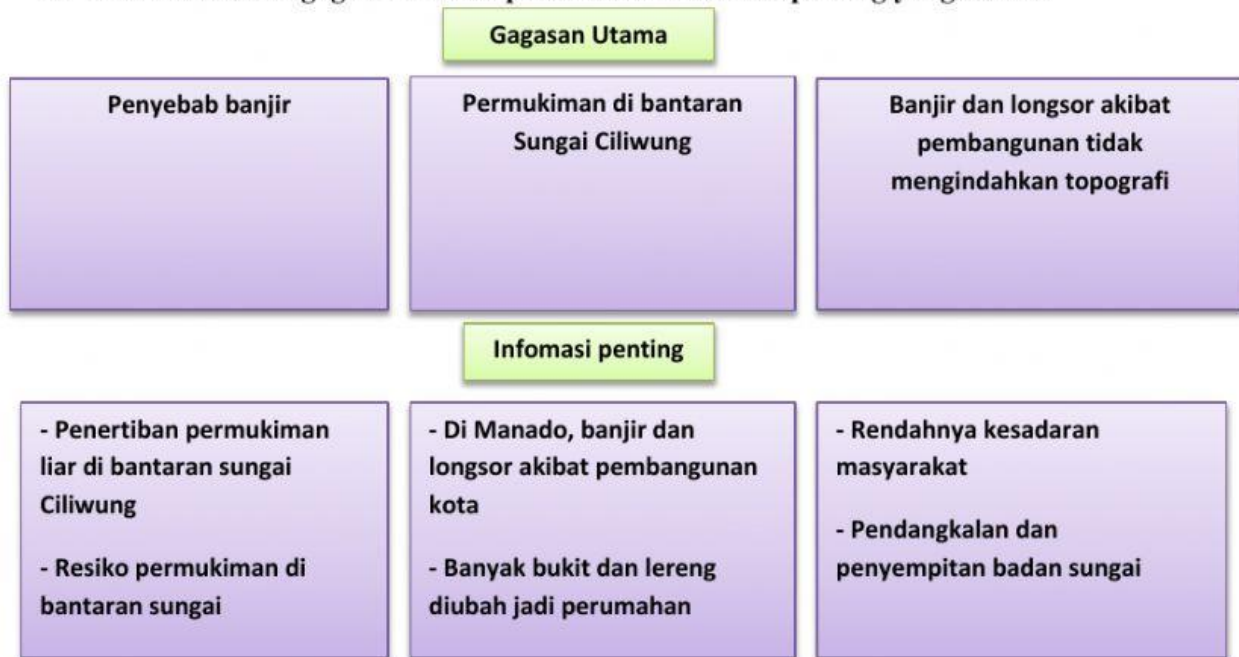 Gagasan Utama
Penyebab banjir
Permukiman di bantaran
Sungai Ciliwung
Banjir dan longsor akibat
pembangunan tidak
mengindahkan topografi
Infomasi penting
- Penertiban permukiman
liar di bantaran sungai
Ciliwung
- Resiko permukiman di
bantaran sungai
- Di Manado, banjir dan
longsor akibat pembangunan
kota
- Banyak bukit dan lereng
diubah jadi perumahan
- Rendahnya kesadaran
masyarakat
- Pendangkalan dan
penyempitan badan sungai